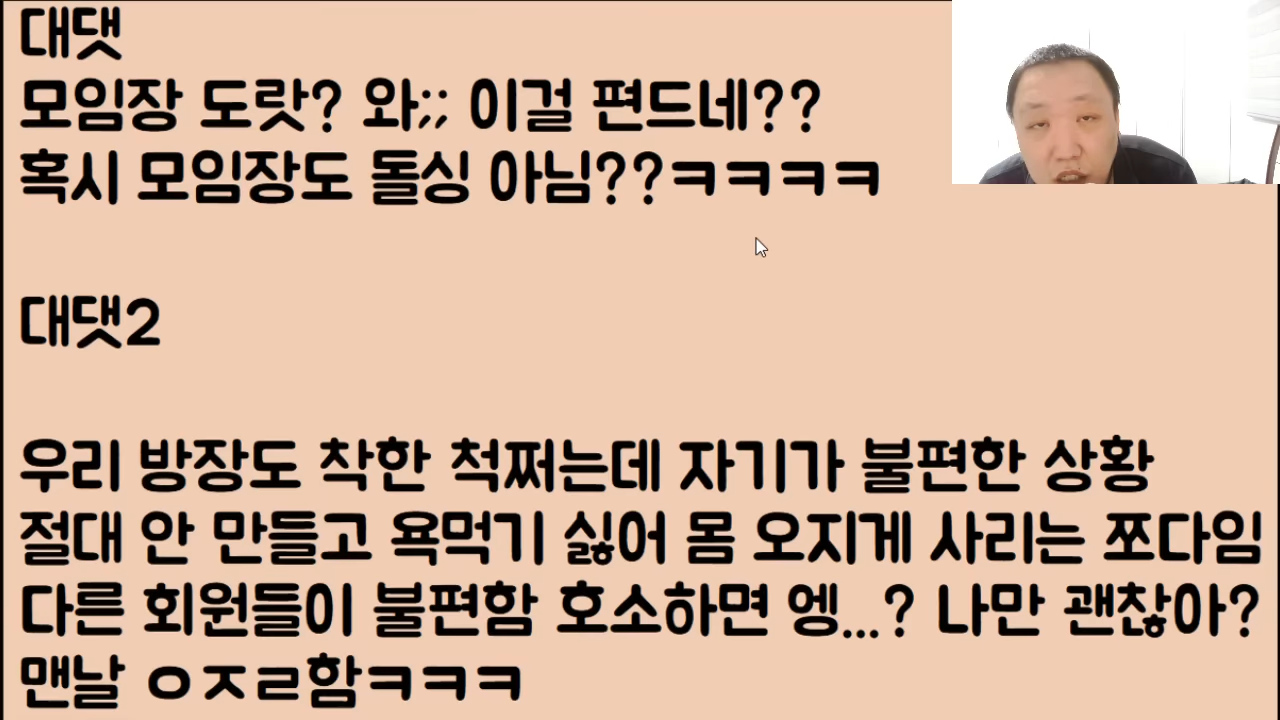 대댓
모임장 도랏? 와;; 이걸 편드네??
혹시 모임장도 돌싱 아님??ㅋㅋㅋㅋ
대댓2
우리 방장도 착한 척쩌는데 자기가 불편한 상황
절대 안 만들고 욕먹기 싫어 몸 오지게 사리는 쪼다임
다른 회원들이 불편함 호소하면 엥...? 나만 괜찮아?
맨날 ㅇㅈㄹ함ㅋㅋㅋ